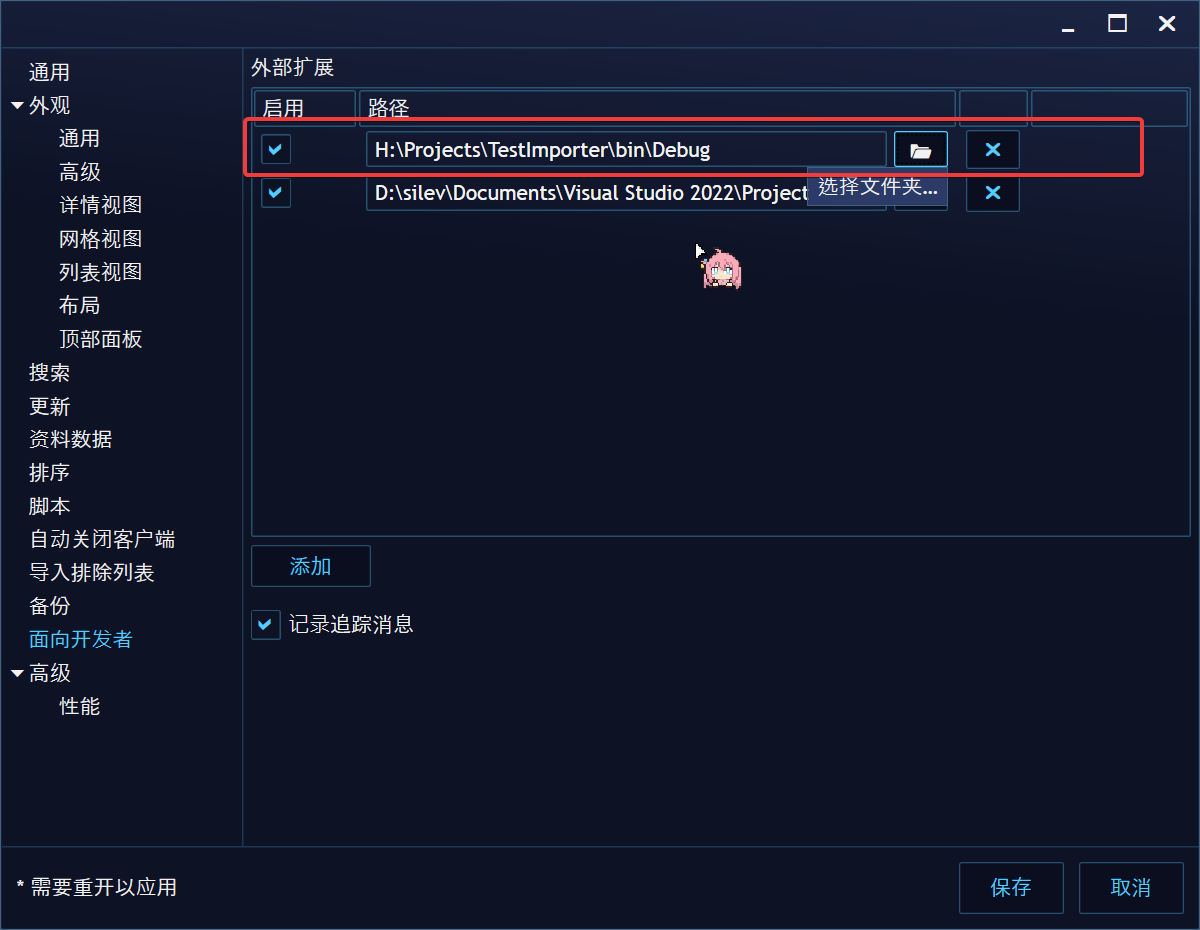 通用
外观
通用
高级
详情视图
网格视图
列表视图
布局
顶部面板
搜索
更新
资料数据
排序
脚本
自动关闭客户端
导入排除列表
备份
面向开发者
高级
性能
外部扩展
启用 路径
H:\Projects\TestImporter\bin\Debug
选择文件夹...
D:\silev\Documents\Visual Studio 2022\Project
添加
记录追踪消息
* 需要重开以应用
保存 取消